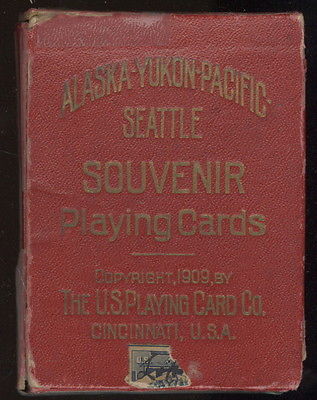 ALASKA-YUKON-PACIFIC-
SEATTLE
SOUVENIR
Playing Cards
COPYRIGHT, 1909, BY
THE U.S. PLAYING CARD CO.
CINCINNATI, U.S.A.